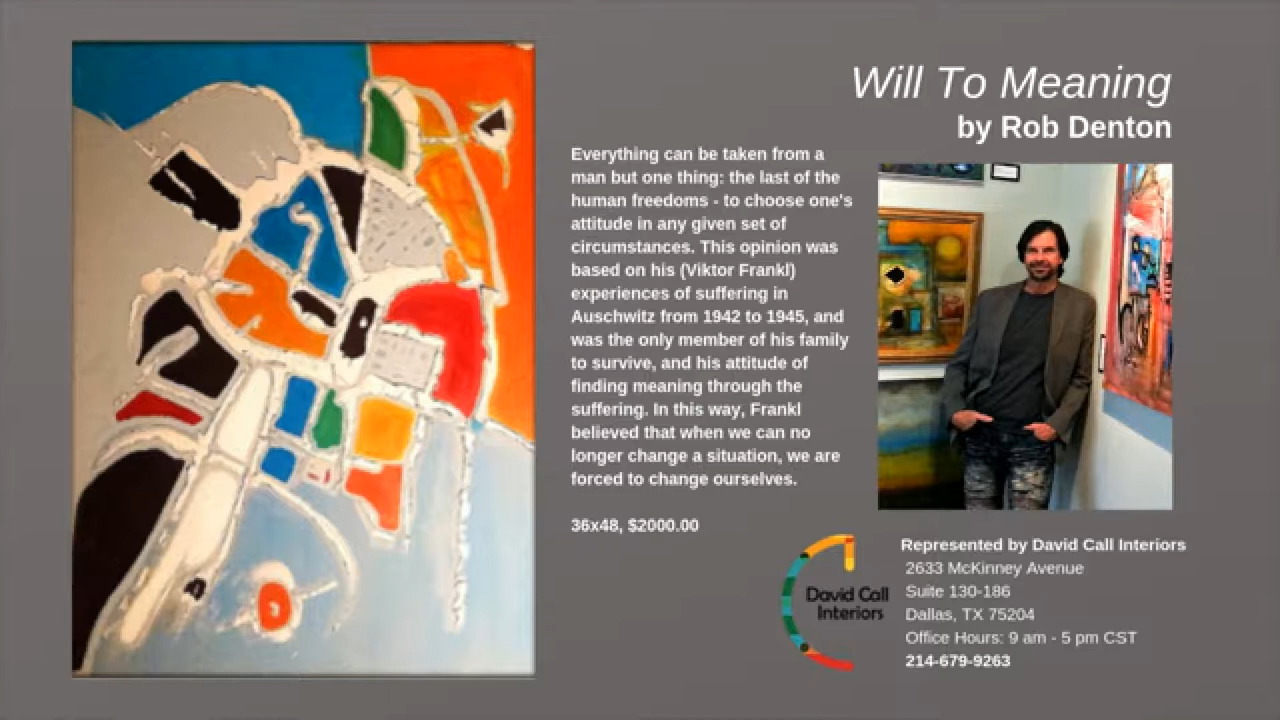 Will To Meaning
by Rob Denton
Everything can be taken from a
man but one thing: the last of the
human freedoms - to choose one's
attitude in any given set of
circumstances. This opinion was
based on his (Viktor Frankl)
experiences of suffering in
Auschwitz from 1942 to 1945, and
was the only member of his family
to survive, and his attitude of
finding meaning through the
suffering. In this way, Frankl
believed that when we can no
longer change a situation, we are
forced to change ourselves.
36x48, $2000.00
David Call
Interiors
Represented by David Call Interiors
2633 McKinney Avenue
Suite 130-186
Dallas, TX 75204
Office Hours: 9 am - 5 pm CST
214-679-9263